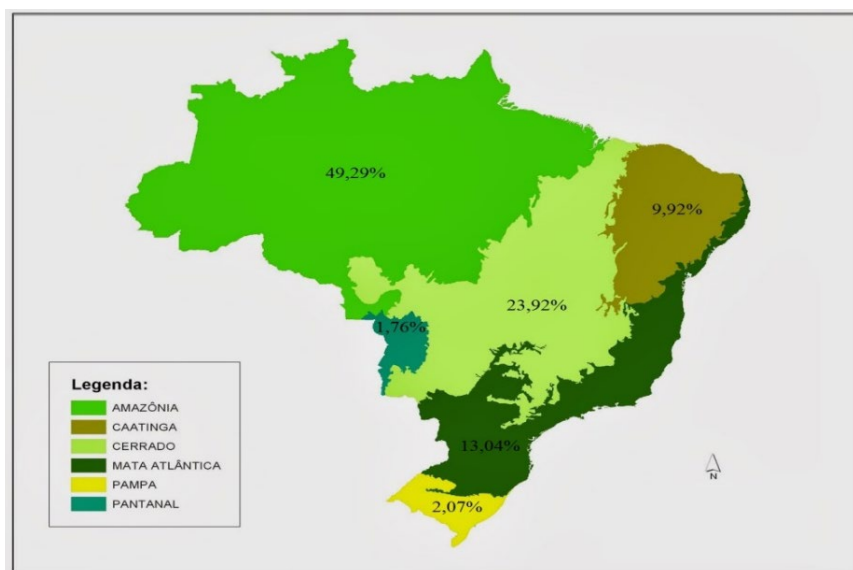 49,29%
9,92%
23,92%
1,76%
13,04%
2,07%
Legenda:
AMAZÔNIA
CAATINGA
CERRADO
MATA ATLÂNTICA
PAMPA
PANTANAL
N